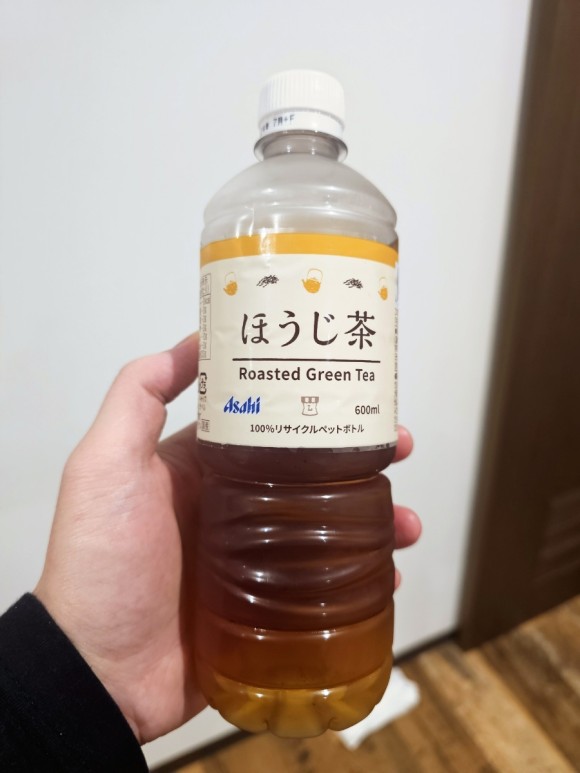 ほうじ茶
Roasted Green Tea
Asahi
600ml
100%リサイクルペットボトル